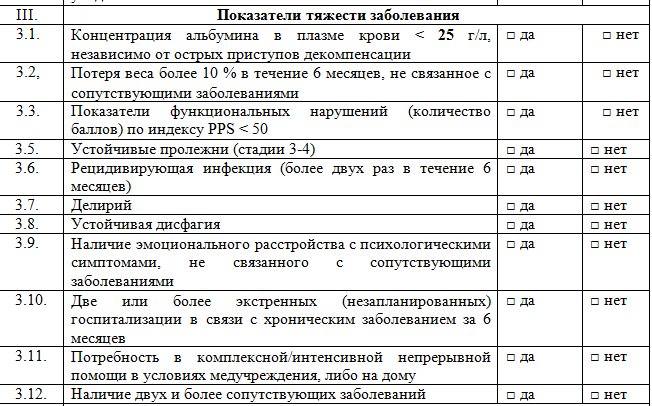 III. Показатели тяжести заболевания
3.1. Концентрация альбумина в плазме крови < 25 г/л, □ да □ нет
независимо от острых приступов декомпенсации
3.2, Потеря веса более 10 % в течение 6 месяцев, не связанное с □ да □ нет
сопутствующими заболеваниями
3.3. Показатели функциональных нарушений (количество □ да □ нет
баллов) по индексу PPS < 50
3.5. Устойчивые пролежни (стадии 3-4) □ да □ нет
3.6. Рецидивирующая инфекция (более двух раз в течение 6 □ да □ нет
месяцев)
3.7. Делирий □ да □ нет
3.8. Устойчивая дисфагия □ да □ нет
3.9. Наличие эмоционального расстройства с психологическими □ да □ нет
симптомами, не связанного с сопутствующими
заболеваниями
3.10. Две или более экстренных (незапланированных) □ да □ нет
госпитализации в связи с хроническим заболеванием за 6
месяцев
3.11. Потребность в комплексной/интенсивной непрерывной □ да □ нет
помощи в условиях медучреждения, либо на дому
3.12. Наличие двух и более сопутствующих заболеваний □ да □ нет